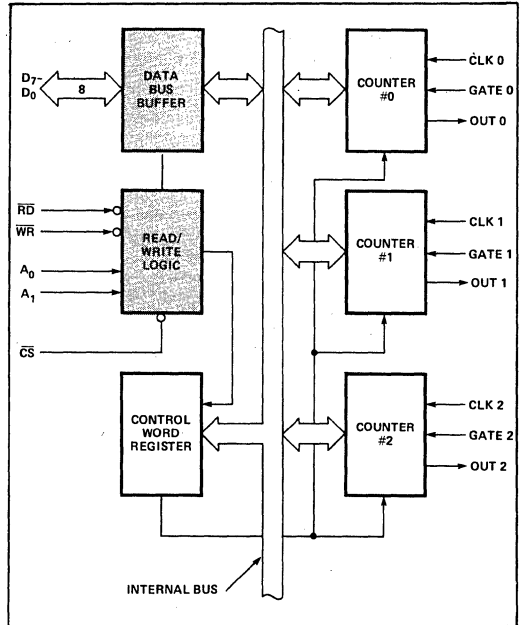 D7–
D0
8
DATA
BUS
BUFFER
COUNTER
#0
CLK 0
GATE 0
OUT 0
RD
WR
A0
A1
CS
READ/
WRITE
LOGIC
COUNTER
#1
CLK 1
GATE 1
OUT 1
CONTROL
WORD
REGISTER
COUNTER
#2
CLK 2
GATE 2
OUT 2
INTERNAL BUS